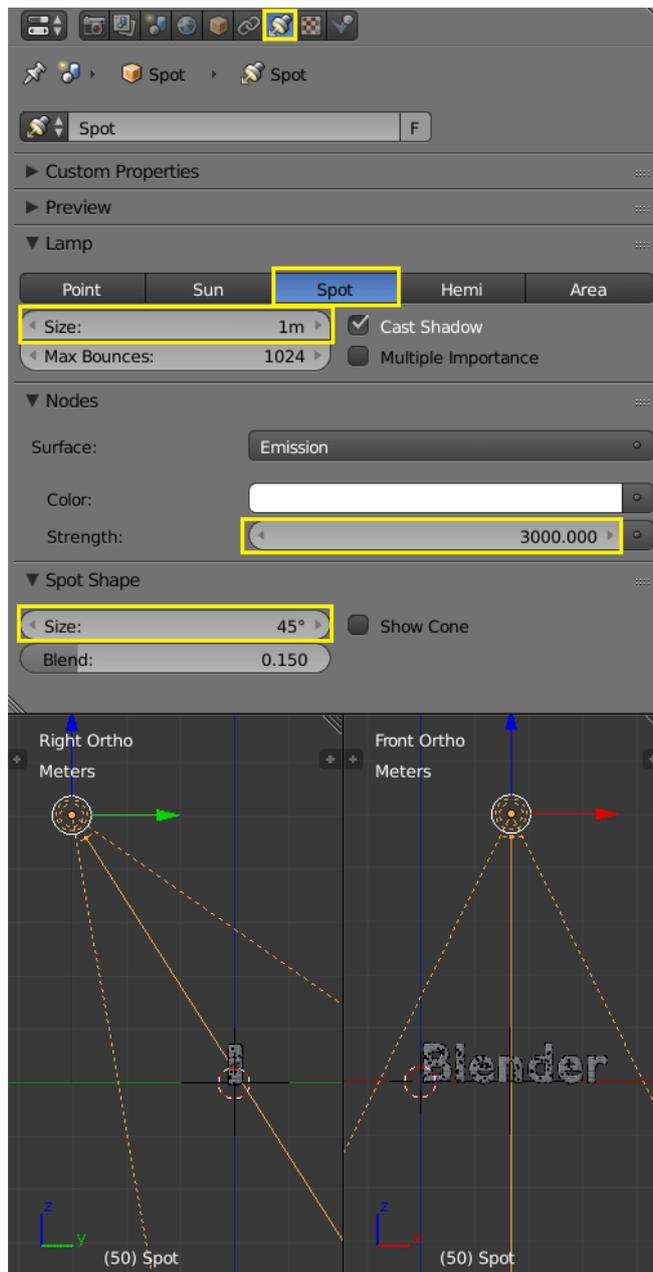 Spot Spot
Spot F
Custom Properties
Preview
Lamp
Point Sun Spot Hemi Area
Size: 1m Cast Shadow
Max Bounces: 1024 Multiple Importance
Nodes
Surface: Emission
Color:
Strength: 3000.000
Spot Shape
Size: 45° Show Cone
Blend: 0.150
Right Ortho
Meters
l
z
y
(50) Spot
Front Ortho
Meters
Blender
z
x
(50) Spot